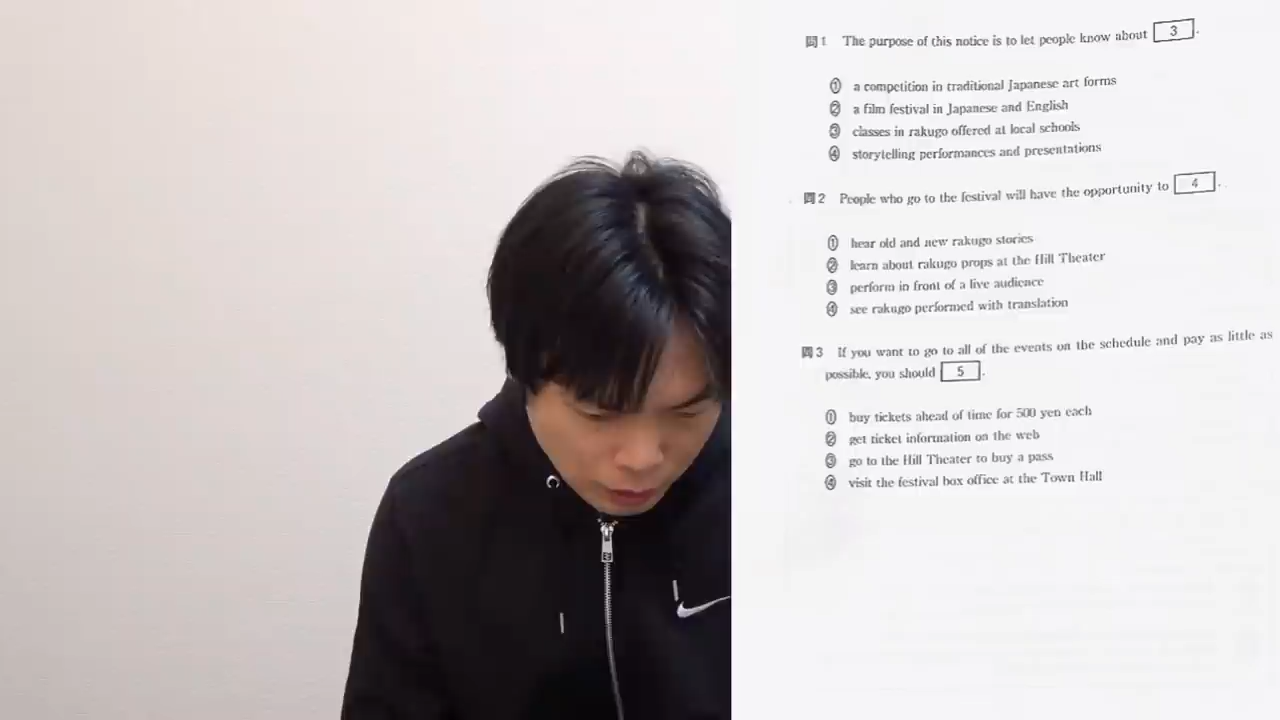 問1 The purpose of this notice is to let people know about 3 .
① a competition in traditional Japanese art forms
② a film festival in Japanese and English
③ classes in rakugo offered at local schools
④ storytelling performances and presentations
問2 People who go to the festival will have the opportunity to 4 .
① hear old and new rakugo stories
② learn about rakugo props at the Hill Theater
③ perform in front of a live audience
④ see rakugo performed with translation
問3 If you want to go to all of the events on the schedule and pay as little as
possible, you should 5 .
① buy tickets ahead of time for 500 yen each
② get ticket information on the web
③ go to the Hill Theater to buy a pass
④ visit the festival box office at the Town Hall